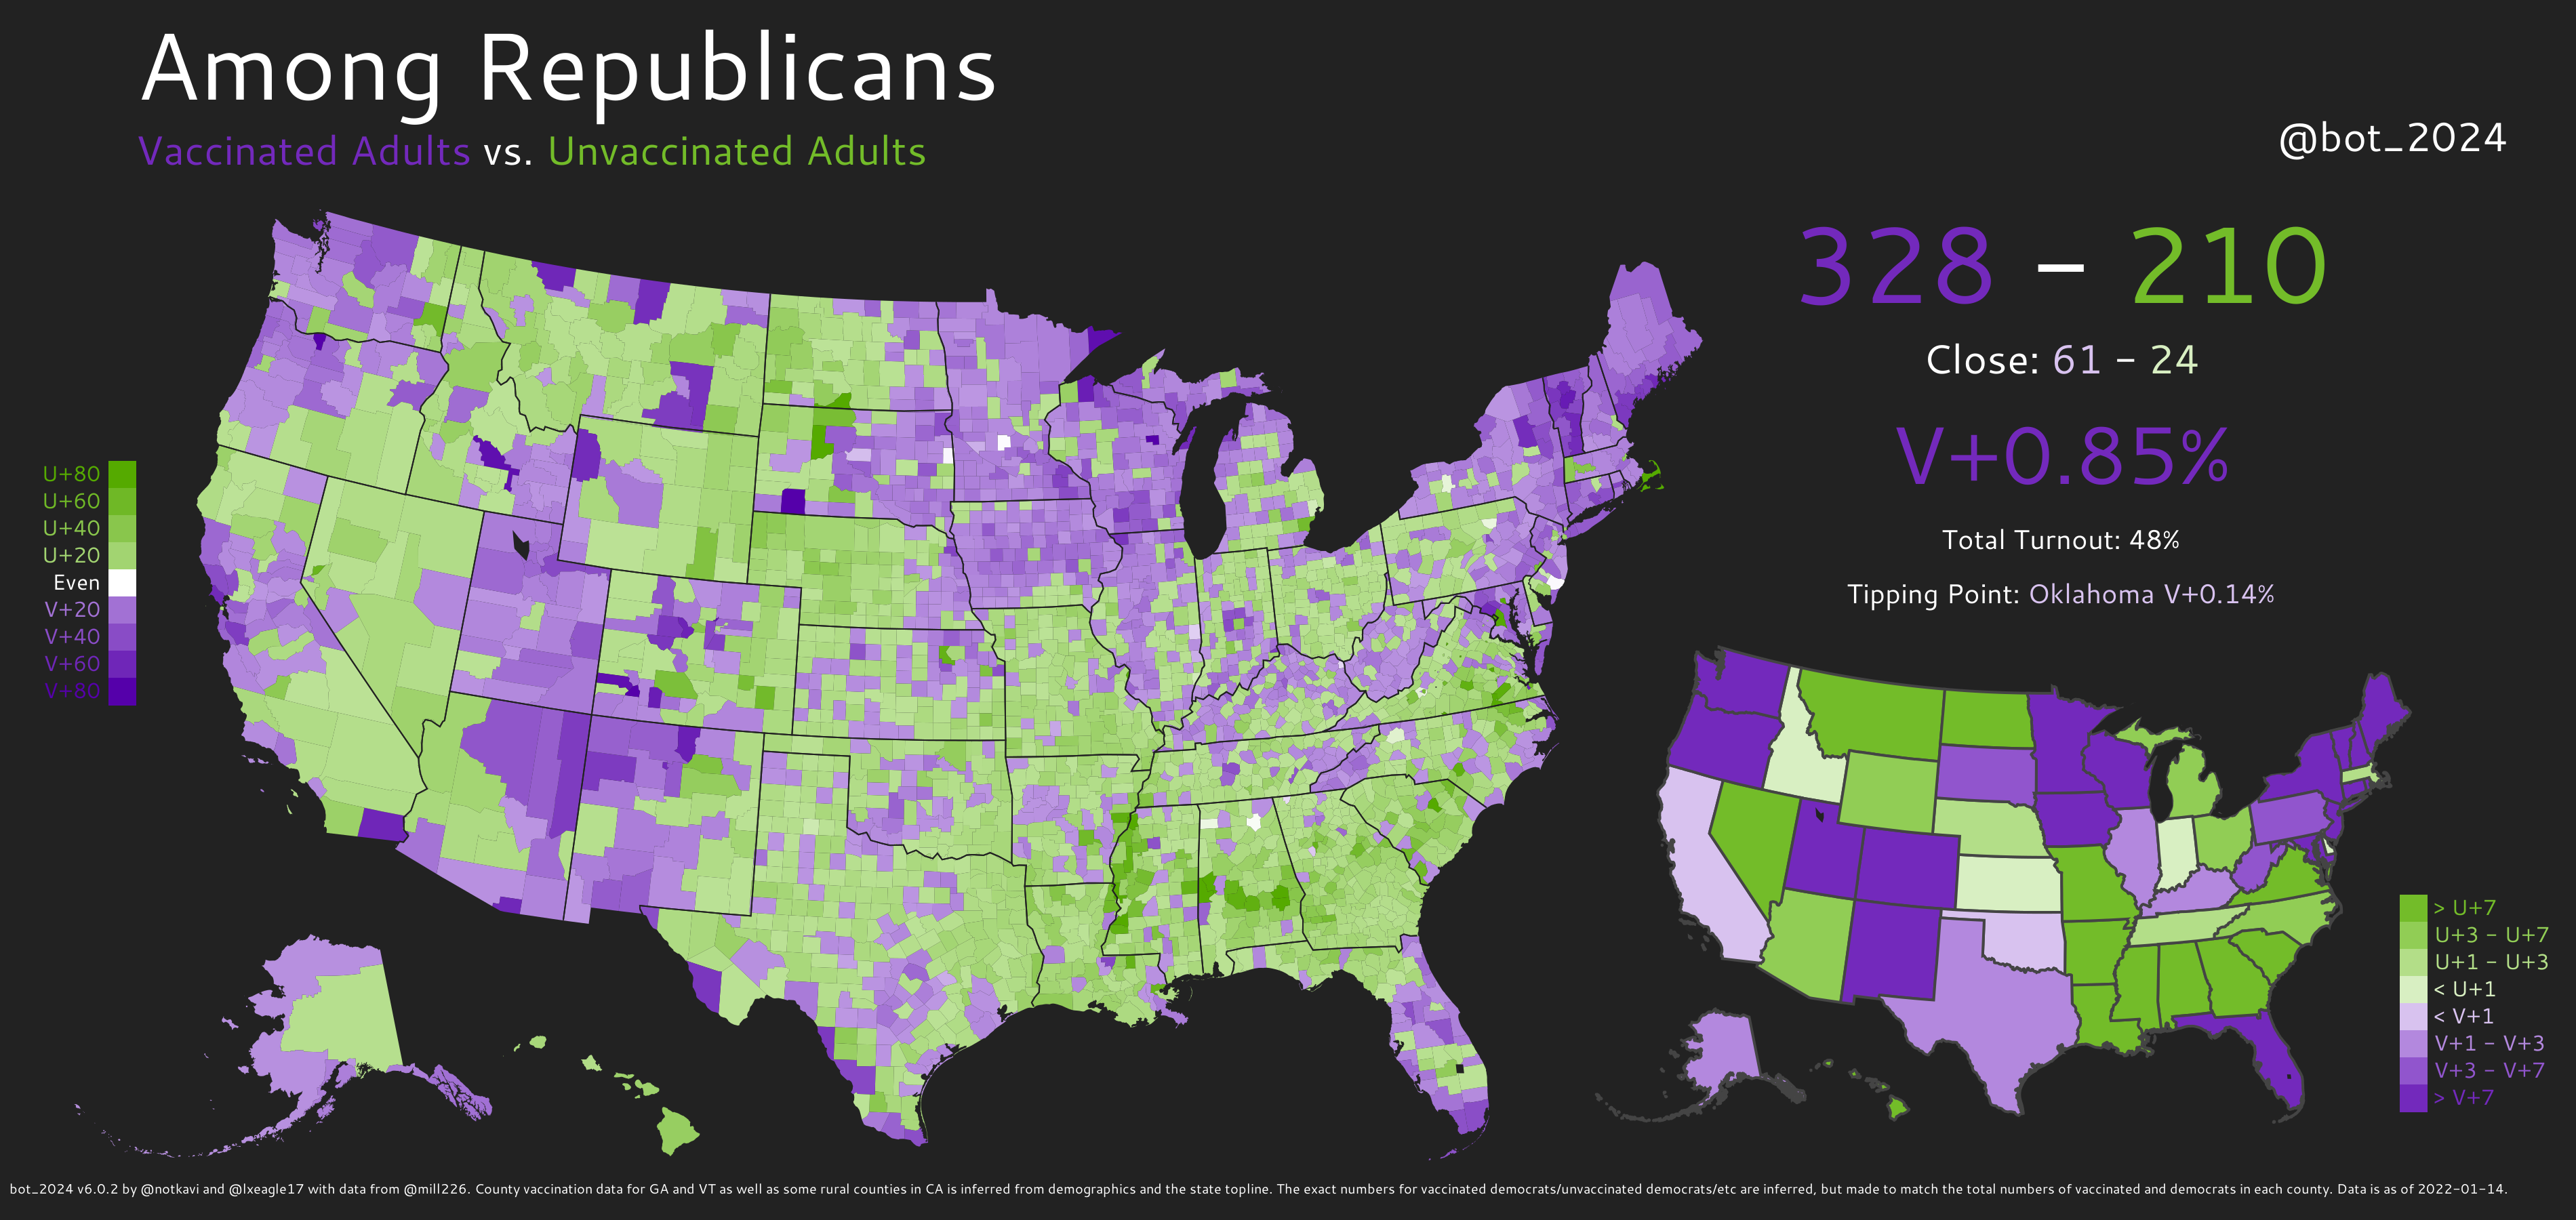 Among Republicans
Vaccinated Adults vs. Unvaccinated Adults
@bot_2024
328 – 210
Close: 61 - 24
V+0.85%
Total Turnout: 48%
Tipping Point: Oklahoma V+0.14%
U+80
U+60
U+40
U+20
Even
V+20
V+40
V+60
V+80
> U+7
U+3 - U+7
U+1 - U+3
< U+1
< V+1
V+1 - V+3
V+3 - V+7
> V+7
bot_2024 v6.0.2 by @notkavi and @lxeagle17 with data from @mill226. County vaccination data for GA and VT as well as some rural counties in CA is inferred from demographics and the state topline. The exact numbers for vaccinated democrats/unvaccinated democrats/etc are inferred, but made to match the total numbers of vaccinated and democrats in each county. Data is as of 2022-01-14.